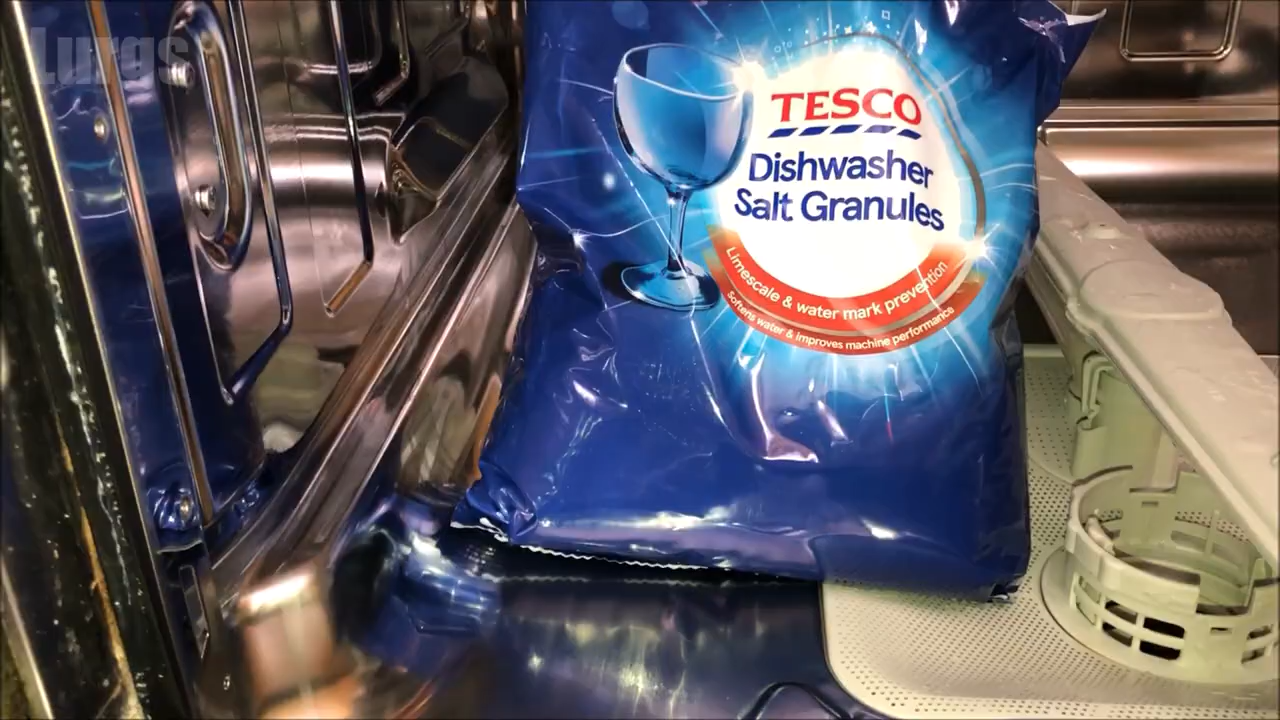 Lurgs
TESCO
Dishwasher
Salt Granules
Limescale & water mark prevention
Softens water & improves machine performance